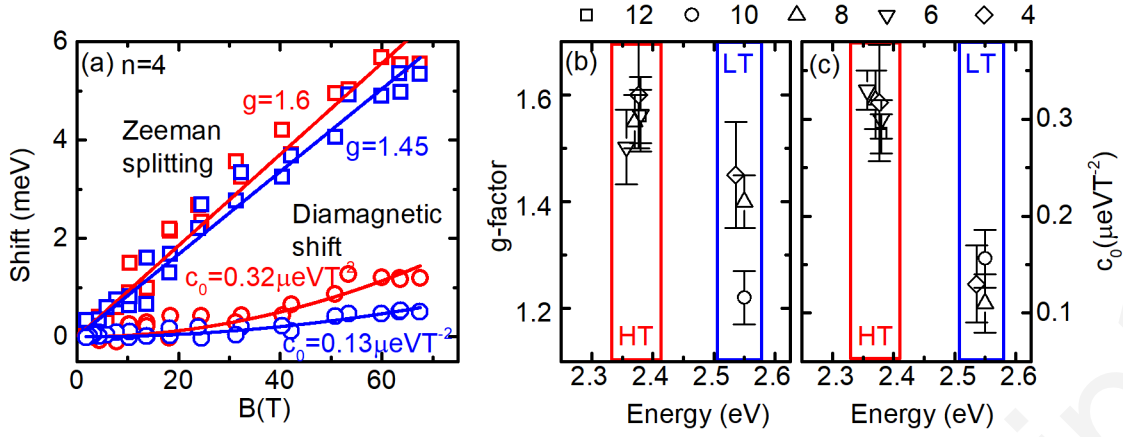 12 10 8 6 4
(a) n=4
g=1.6
Zeeman
splitting
g=1.45
Diamagnetic
shift
c₀=0.32μeVT⁻²
c₀=0.13μeVT⁻²
Shift (meV)
6
4
2
0
0 20 40 60
B(T)
(b)
LT
HT
g-factor
1.6
1.4
1.2
2.3 2.4 2.5 2.6
Energy (eV)
(c)
LT
HT
0.3
0.2
0.1
c₀(μeVT⁻²)
2.3 2.4 2.5 2.6
Energy (eV)